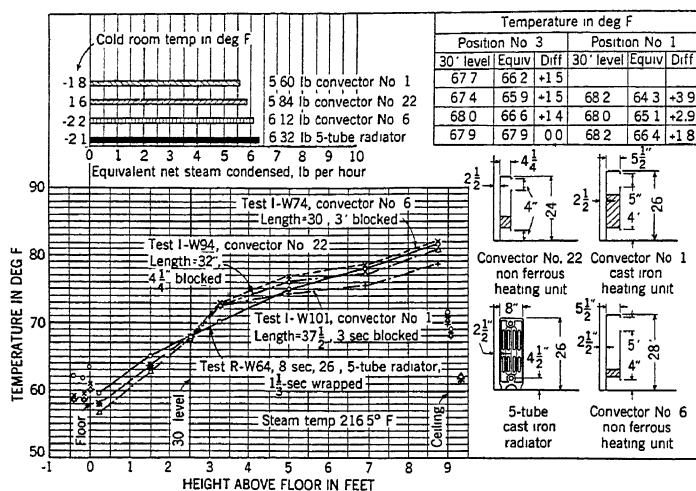 Cold room temp in deg F
-18
16
-22
-21
5 60 lb convector No 1
5 84 lb convector No 22
6 12 lb convector No 6
6 32 lb 5-tube radiator
0 1 2 3 4 5 6 7 8 9 10
Equivalent net steam condensed, lb per hour
Temperature in deg F
Position No 3 Position No 1
30' level Equiv Diff 30' level Equiv Diff
67 7 66 2 +1 5
67 4 65 9 +1 5 68 2 64 3 +3 9
68 0 66 6 +1 4 68 0 65 1 +2 9
67 9 67 9 0 0 68 2 66 4 +1 8
TEMPERATURE IN DEG F
90
80
70
60
50
Test I-W74, convector No 6
Length=30 , 3' blocked
Test I-W94, convector No 22
Length=32"
4 1/4" blocked
Test I-W101, convector No 1
Length=37 1/2, 3 sec blocked
Test R-W64, 8 sec, 26 , 5-tube radiator,
1 1/3-sec wrapped
Steam temp 216 5° F
Floor
30 level
Ceiling
-1 0 1 2 3 4 5 6 7 8 9 10
HEIGHT ABOVE FLOOR IN FEET
4 1/4
2 1/2
4"
24
Convector No. 22
non ferrous
heating unit
5 1/2"
2 1/2
5"
4'
26
Convector No 1
cast iron
heating unit
8"
2 1/2"
4 1/2"
26
5-tube
cast iron
radiator
5 1/2"
2 1/2"
5'
4"
28'
Convector No 6
non ferrous
heating unit